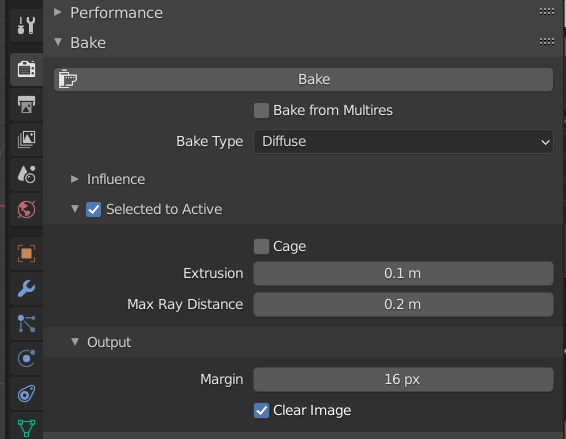 Performance
Bake
Bake
Bake from Multires
Bake Type Diffuse
Influence
Selected to Active
Cage
Extrusion 0.1 m
Max Ray Distance 0.2 m
Output
Margin 16 px
Clear Image